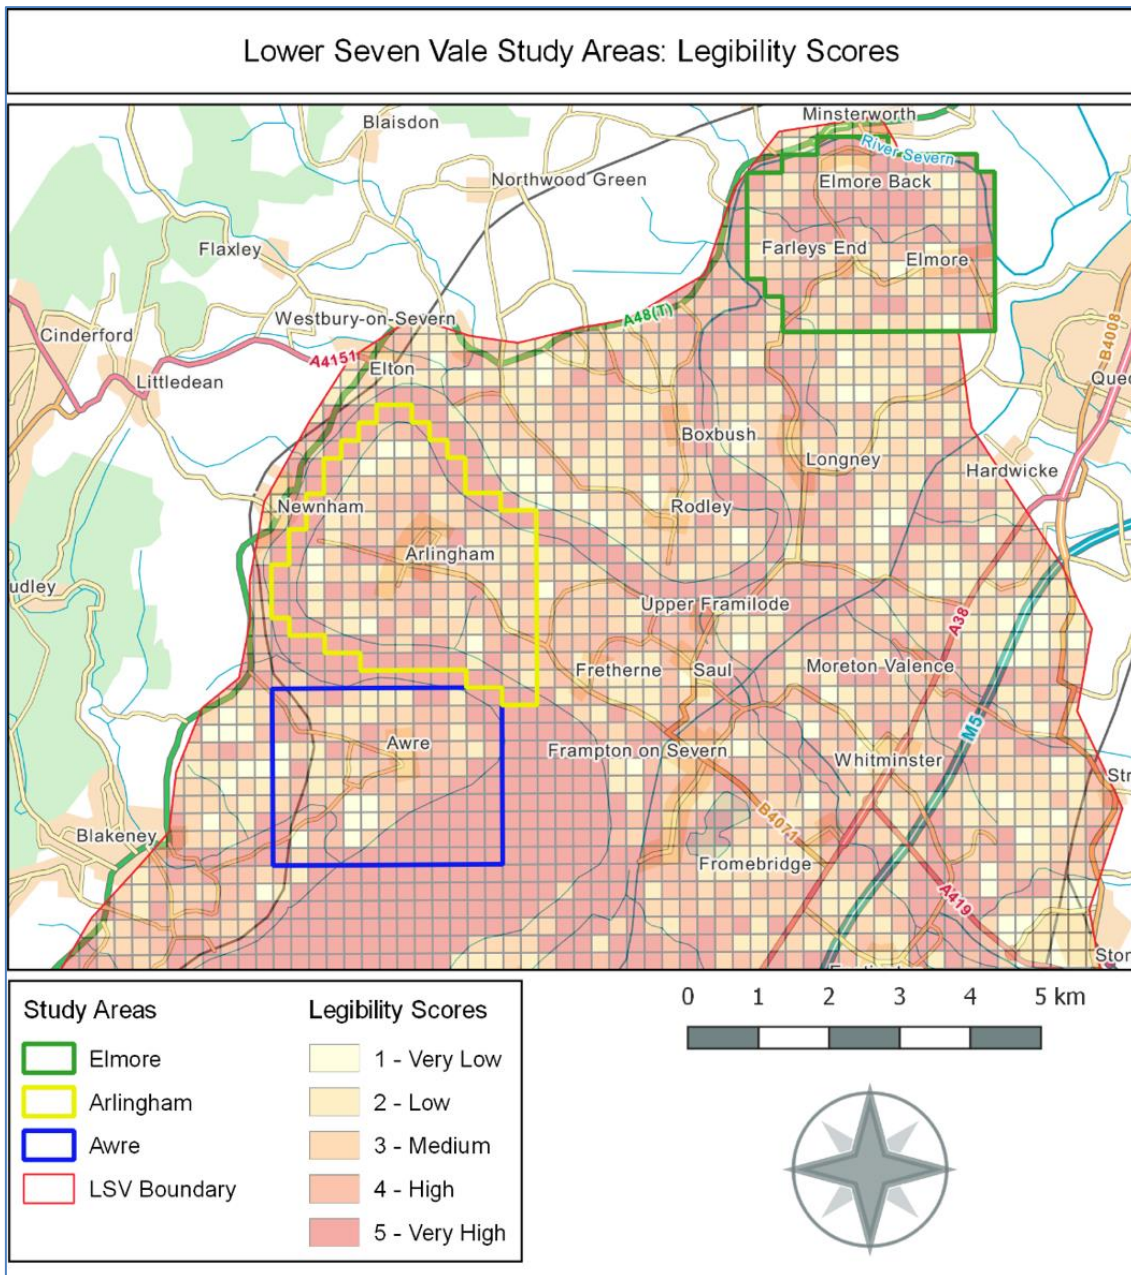 Lower Seven Vale Study Areas: Legibility Scores
Minsterworth
Blaisdon
River Severn
Northwood Green
Elmore Back
Flaxley
Farleys End
Elmore
Westbury-on-Severn
A48(T)
Cinderford
B4008
A4151
Elton
Littledean
Quec
Boxbush
Longney
Hardwicke
Newnham
Rodley
Arlingham
udley
Upper Framilode
A38
Fretherne
Saul
Moreton Valence
M5
Awre
Frampton on Severn
Whitminster
Str
Blakeney
B4071
Fromebridge
A419
Ston
Study Areas
Elmore
Arlingham
Awre
LSV Boundary
Legibility Scores
1 - Very Low
2 - Low
3 - Medium
4 - High
5 - Very High
0 1 2 3 4 5 km